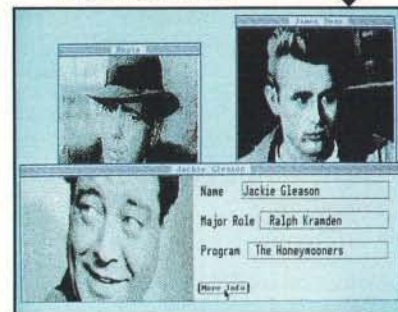 Bogie
James Dean
Jackie Gleason
Name Jackie Gleason
Major Role Ralph Kramden
Program The Honeymooners
More Info